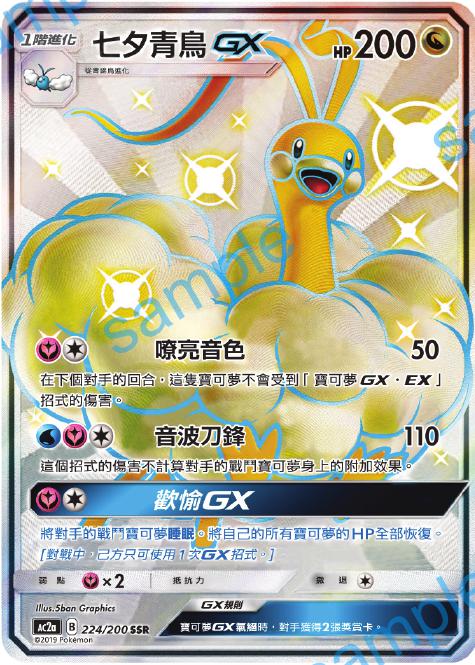 1階進化
七夕青鳥GX
HP200
從青綿鳥進化
嘹亮音色 50
在下個對手的回合,這隻寶可夢不會受到「寶可夢GX・EX」
招式的傷害。
音波刀鋒 110
這個招式的傷害不計算對手的戰鬥寶可夢身上的附加效果。
歡愉GX
將對手的戰鬥寶可夢睡眠。將自己的所有寶可夢的HP全部恢復。
[對戰中,己方只可使用1次GX招式。]
弱點 ×2 抵抗力 撤退
Illus.5ban Graphics
GX規則
AC2a B 224/200 SSR
寶可夢GX氣絕時,對手獲得2張獎賞卡。
©2019 Pokémon
sample
sample
sample
sample